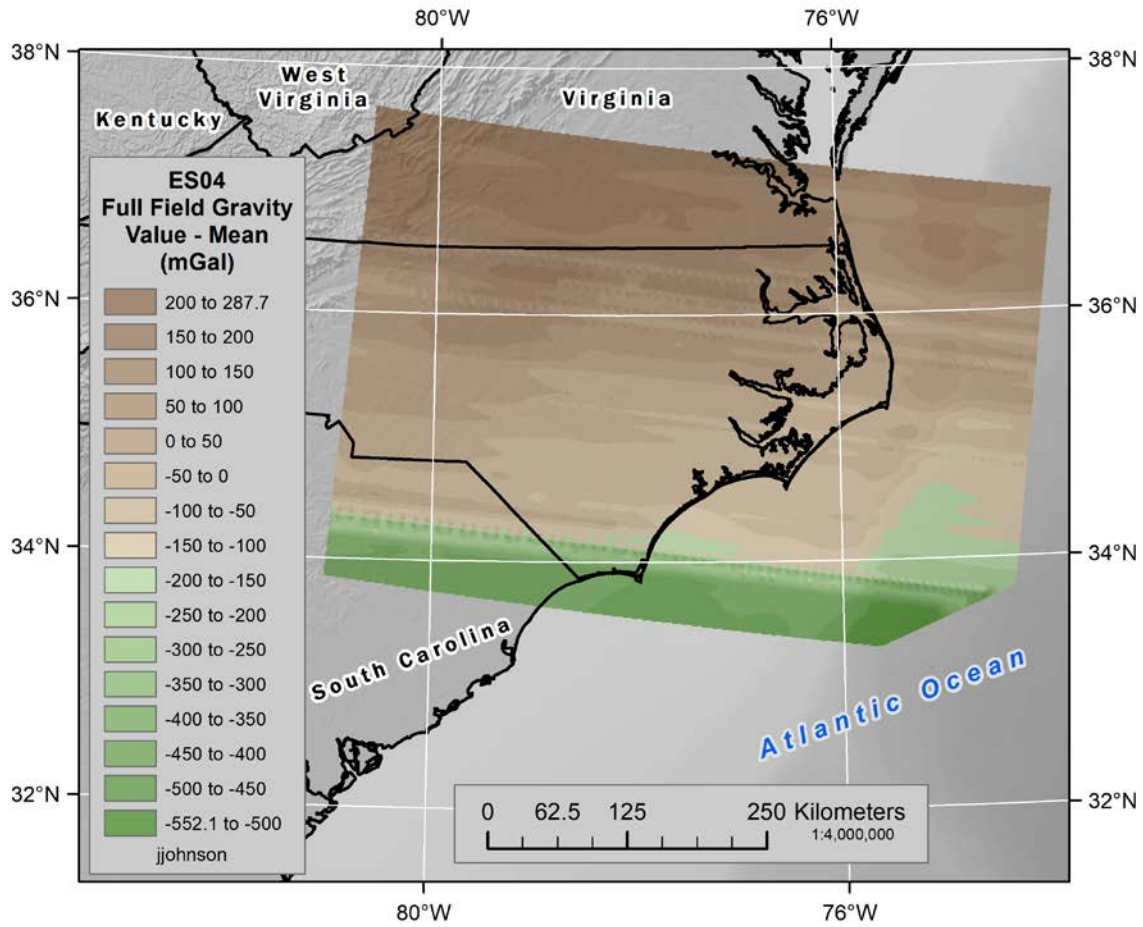 80°W
76°W
38°N
38°N
West
Virginia
Virginia
Kentucky
ES04
Full Field Gravity
Value - Mean
(mGal)
200 to 287.7
150 to 200
100 to 150
50 to 100
0 to 50
-50 to 0
-100 to -50
-150 to -100
-200 to -150
-250 to -200
-300 to -250
-350 to -300
-400 to -350
-450 to -400
-500 to -450
-552.1 to -500
jjohnson
36°N
36°N
34°N
34°N
South Carolina
Atlantic Ocean
32°N
32°N
0 62.5 125 250 Kilometers
1:4,000,000
80°W
76°W